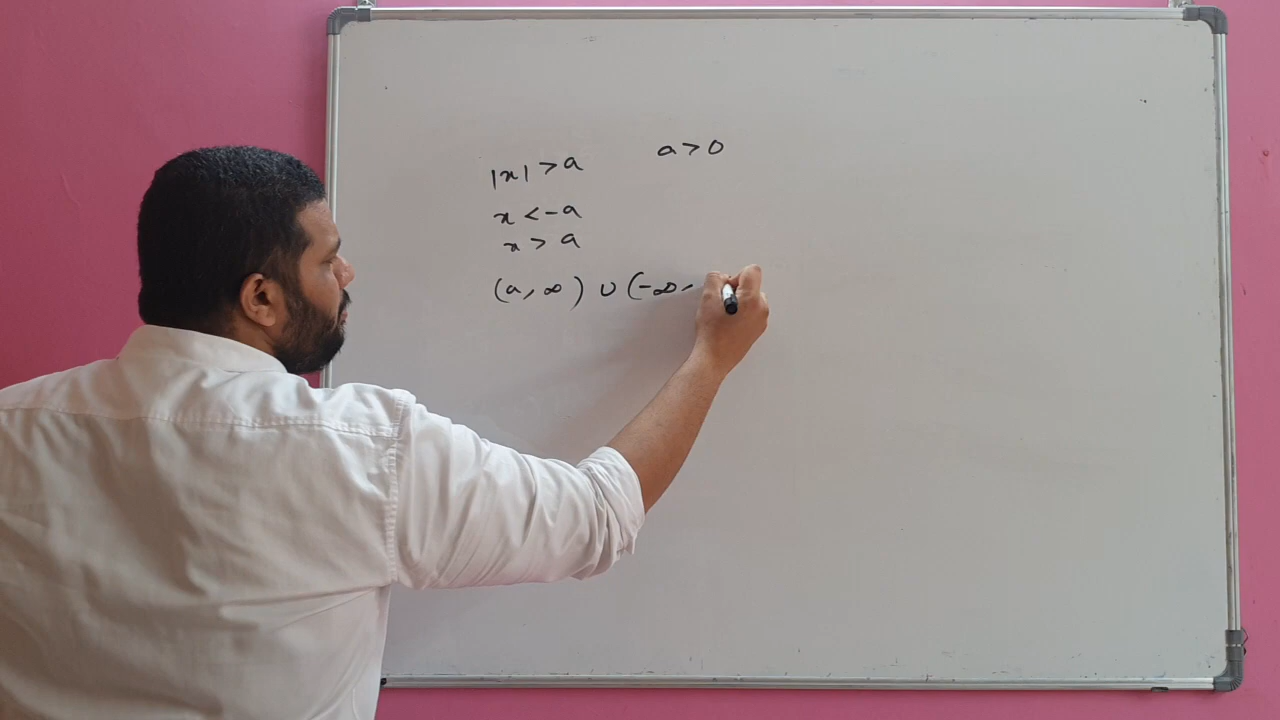 |x| > a a > 0
x < -a
x > a
(a, ∞) ∪ (-∞,